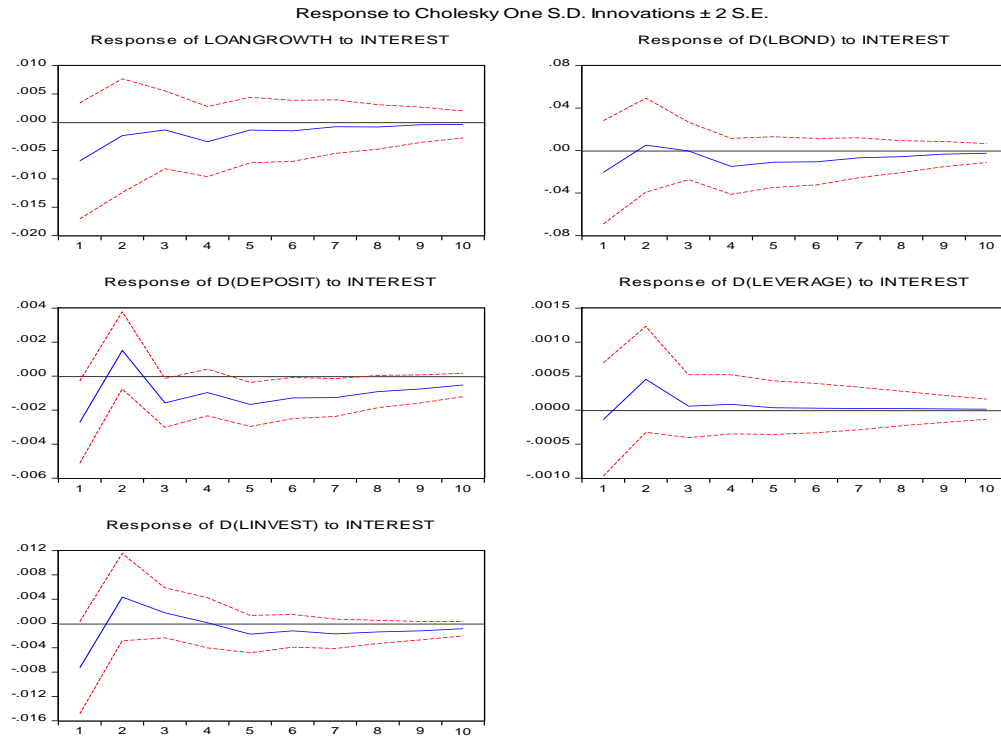 Response to Cholesky One S.D. Innovations ± 2 S.E.
Response of LOANGROWTH to INTEREST
.010
.005
.000
-.005
-.010
-.015
-.020
1 2 3 4 5 6 7 8 9 10
Response of D(LBOND) to INTEREST
.08
.04
.00
-.04
-.08
1 2 3 4 5 6 7 8 9 10
Response of D(DEPOSIT) to INTEREST
.004
.002
.000
-.002
-.004
-.006
1 2 3 4 5 6 7 8 9 10
Response of D(LEVERAGE) to INTEREST
.0015
.0010
.0005
.0000
-.0005
-.0010
1 2 3 4 5 6 7 8 9 10
Response of D(LINVEST) to INTEREST
.012
.008
.004
.000
-.004
-.008
-.012
-.016
1 2 3 4 5 6 7 8 9 10